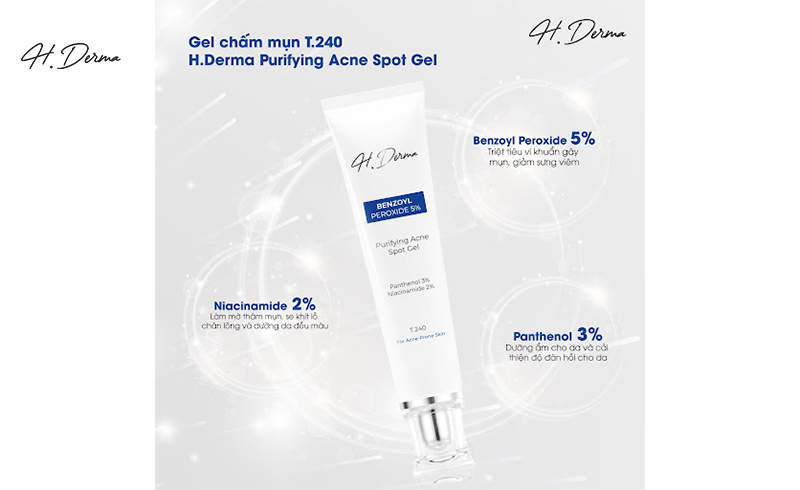 H.Derma
H.Derma
Gel chấm mụn T.240
H.Derma Purifying Acne Spot Gel
Benzoyl Peroxide 5%
Triệt tiêu vi khuẩn gây
mụn, giảm sưng viêm
H.Derma
BENZOYL
PEROXIDE 5%
Purifying Acne
Spot Gel
Panthenol 3%
Niacinamide 2%
T.240
For Acne-Prone Skin
Niacinamide 2%
Làm mờ thâm mụn, se khít lỗ
chân lông và dưỡng da đều màu
Panthenol 3%
Dưỡng ẩm cho da và cải
thiện độ đàn hồi cho da